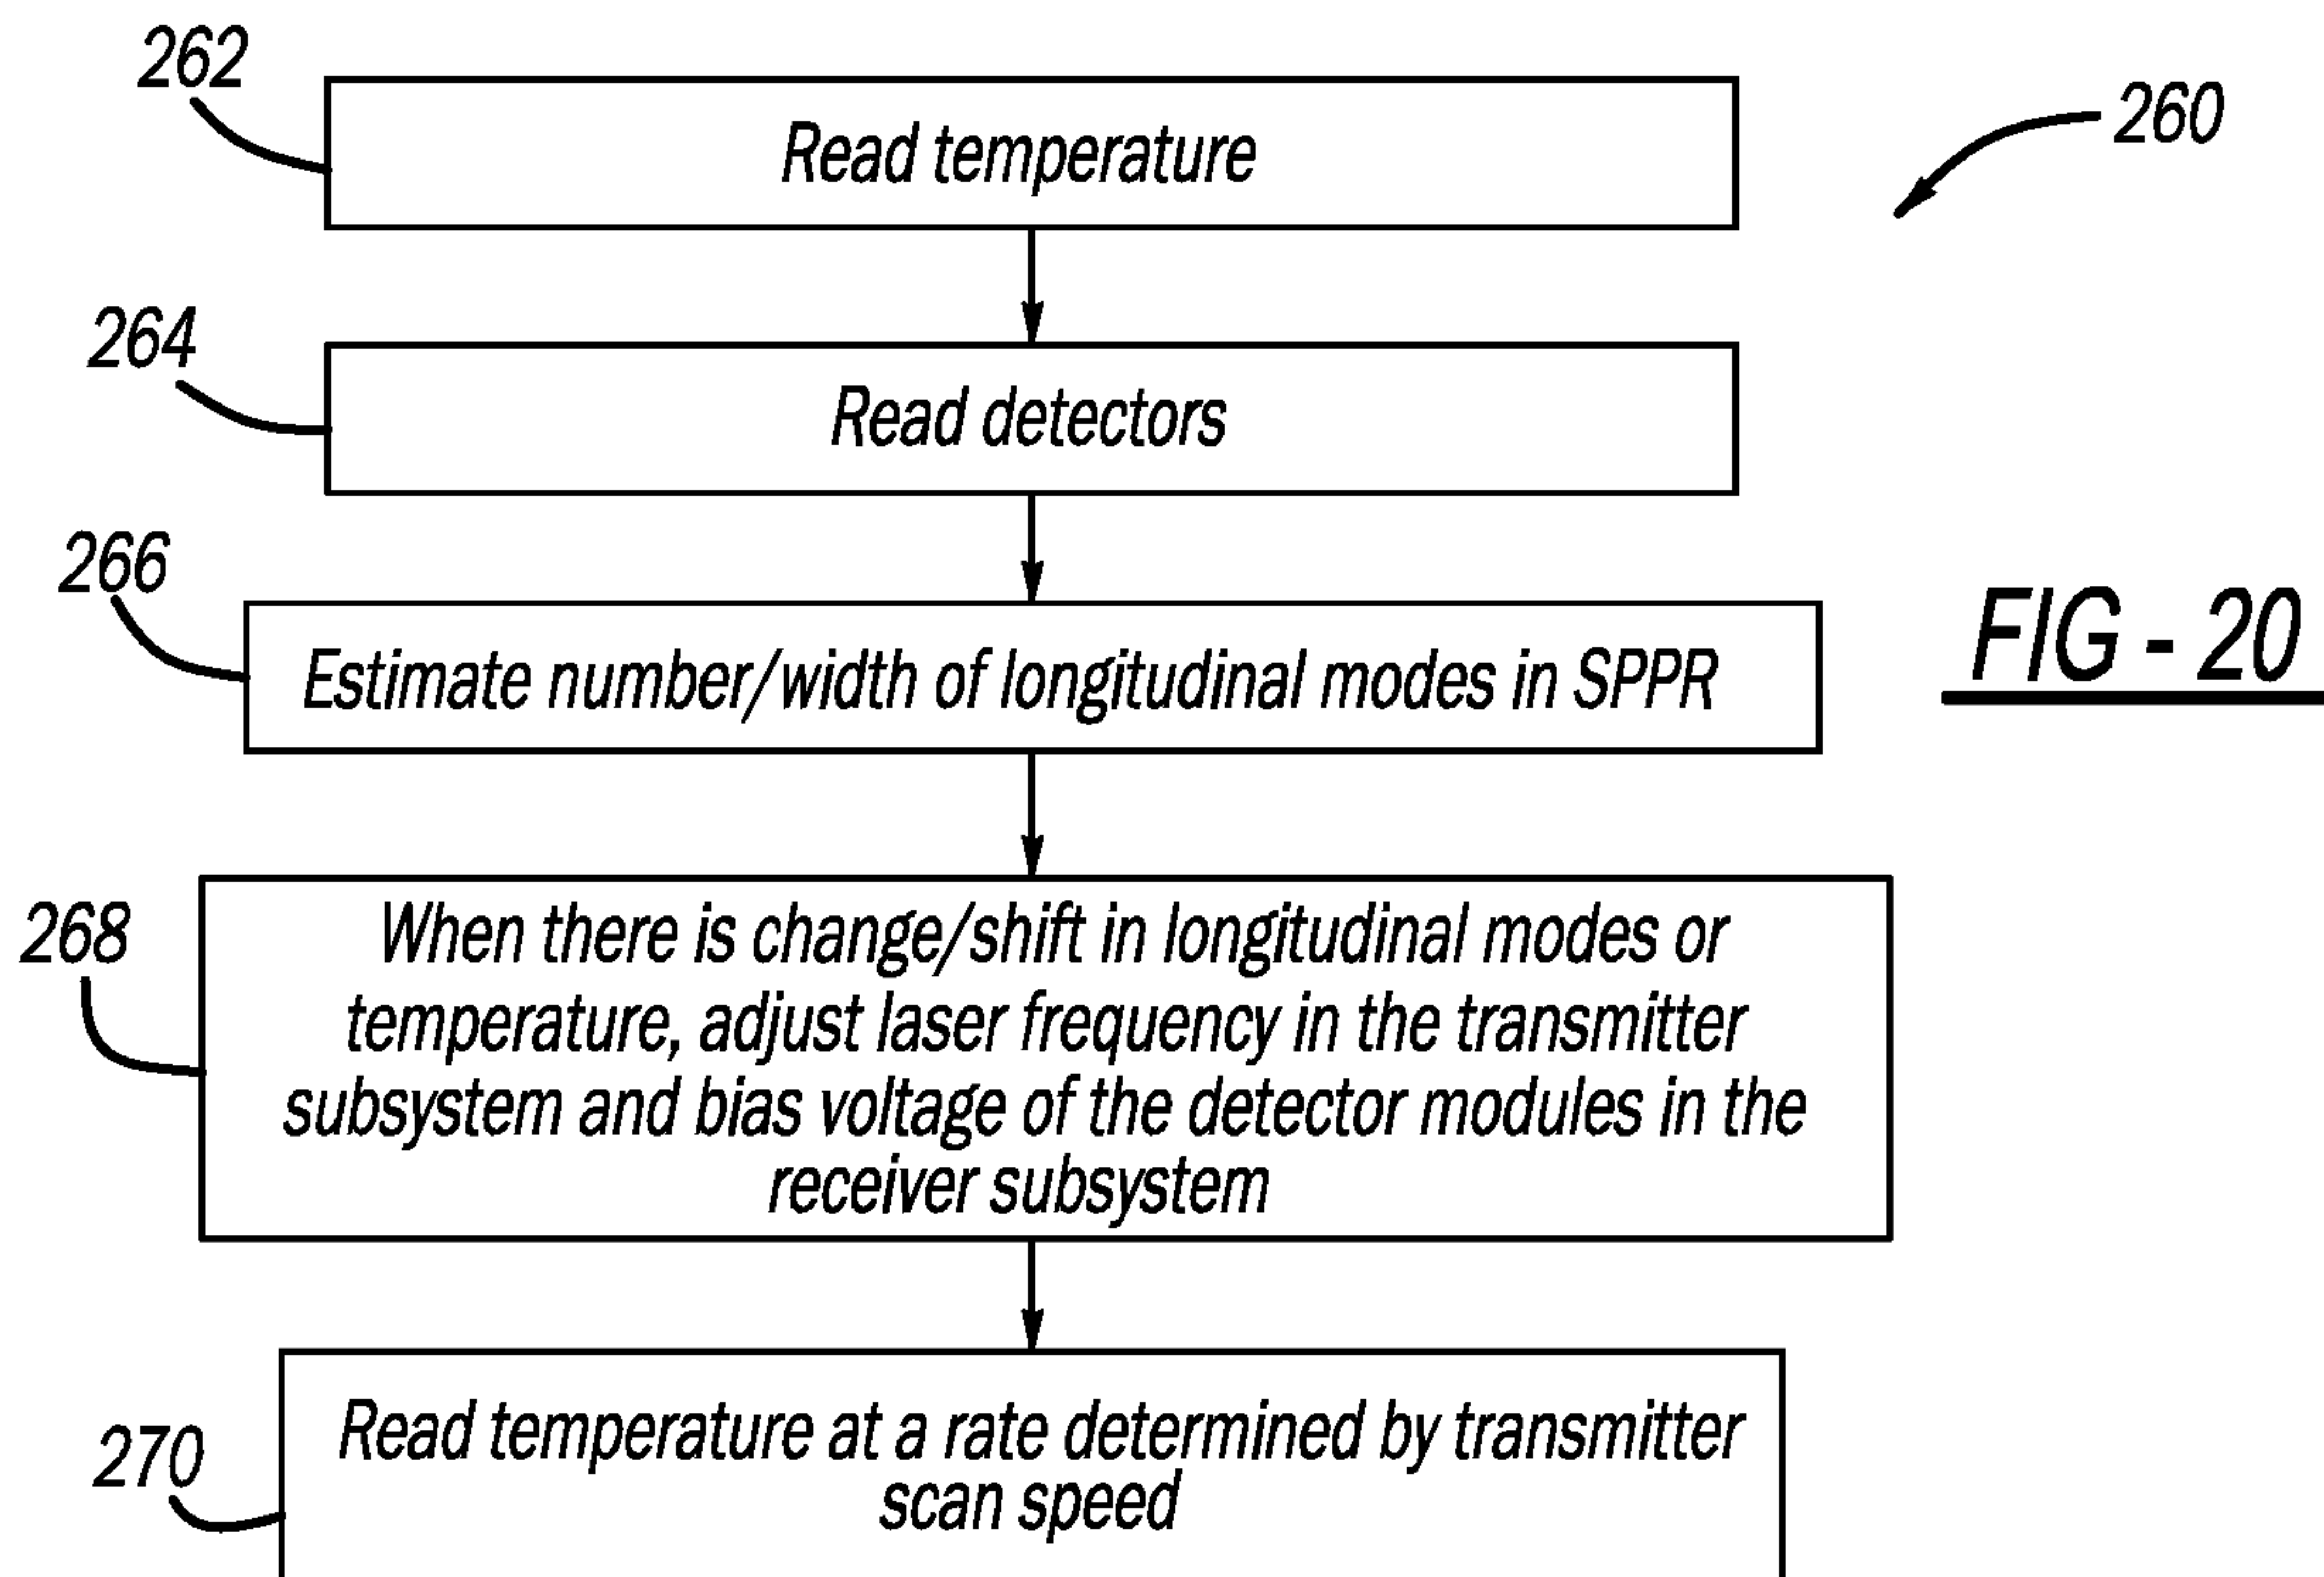 262
Read temperature
260
264
Read detectors
266
Estimate number/width of longitudinal modes in SPPR
FIG - 20
268
When there is change/shift in longitudinal modes or
temperature, adjust laser frequency in the transmitter
subsystem and bias voltage of the detector modules in the
receiver subsystem
270
Read temperature at a rate determined by transmitter
scan speed